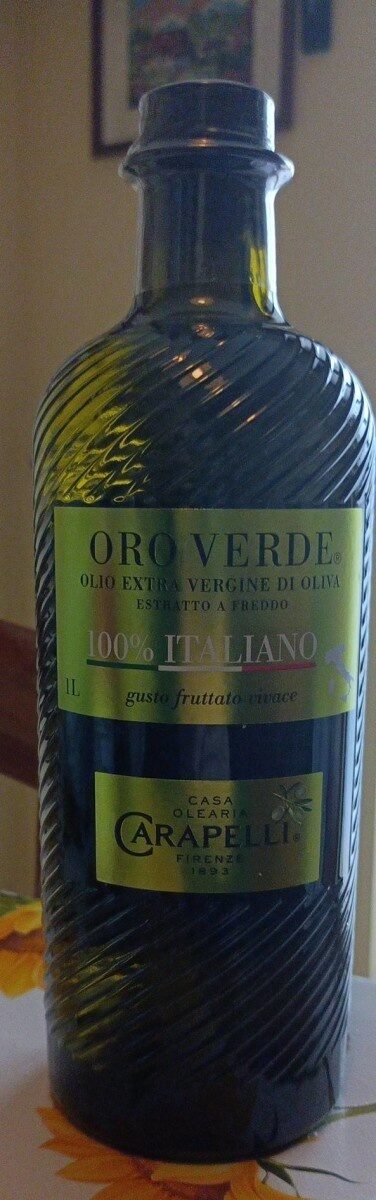 ORO VERDE®
OLIO EXTRA VERGINE DI OLIVA
ESTRATTO A FREDDO
100% ITALIANO
1L
gusto fruttato vivace
CASA
OLEARIA
CARAPELLI®
FIRENZE
1893